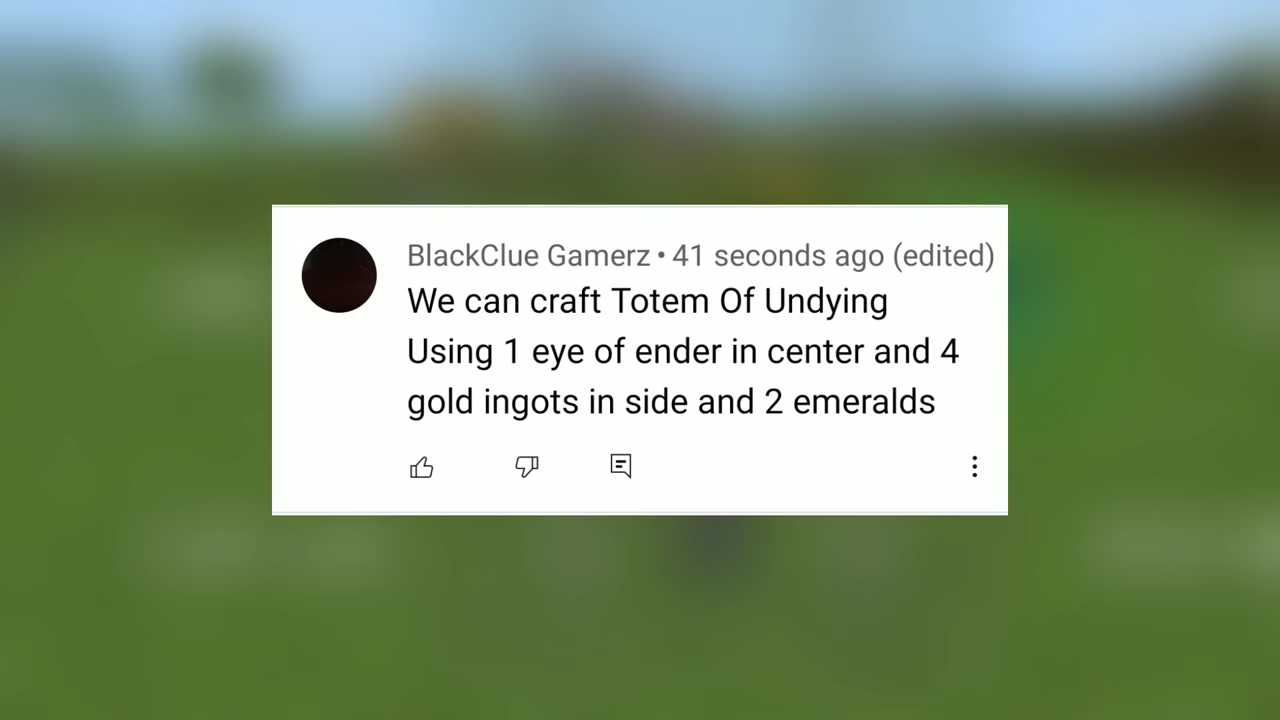 BlackClue Gamerz • 41 seconds ago (edited)
We can craft Totem Of Undying
Using 1 eye of ender in center and 4
gold ingots in side and 2 emeralds